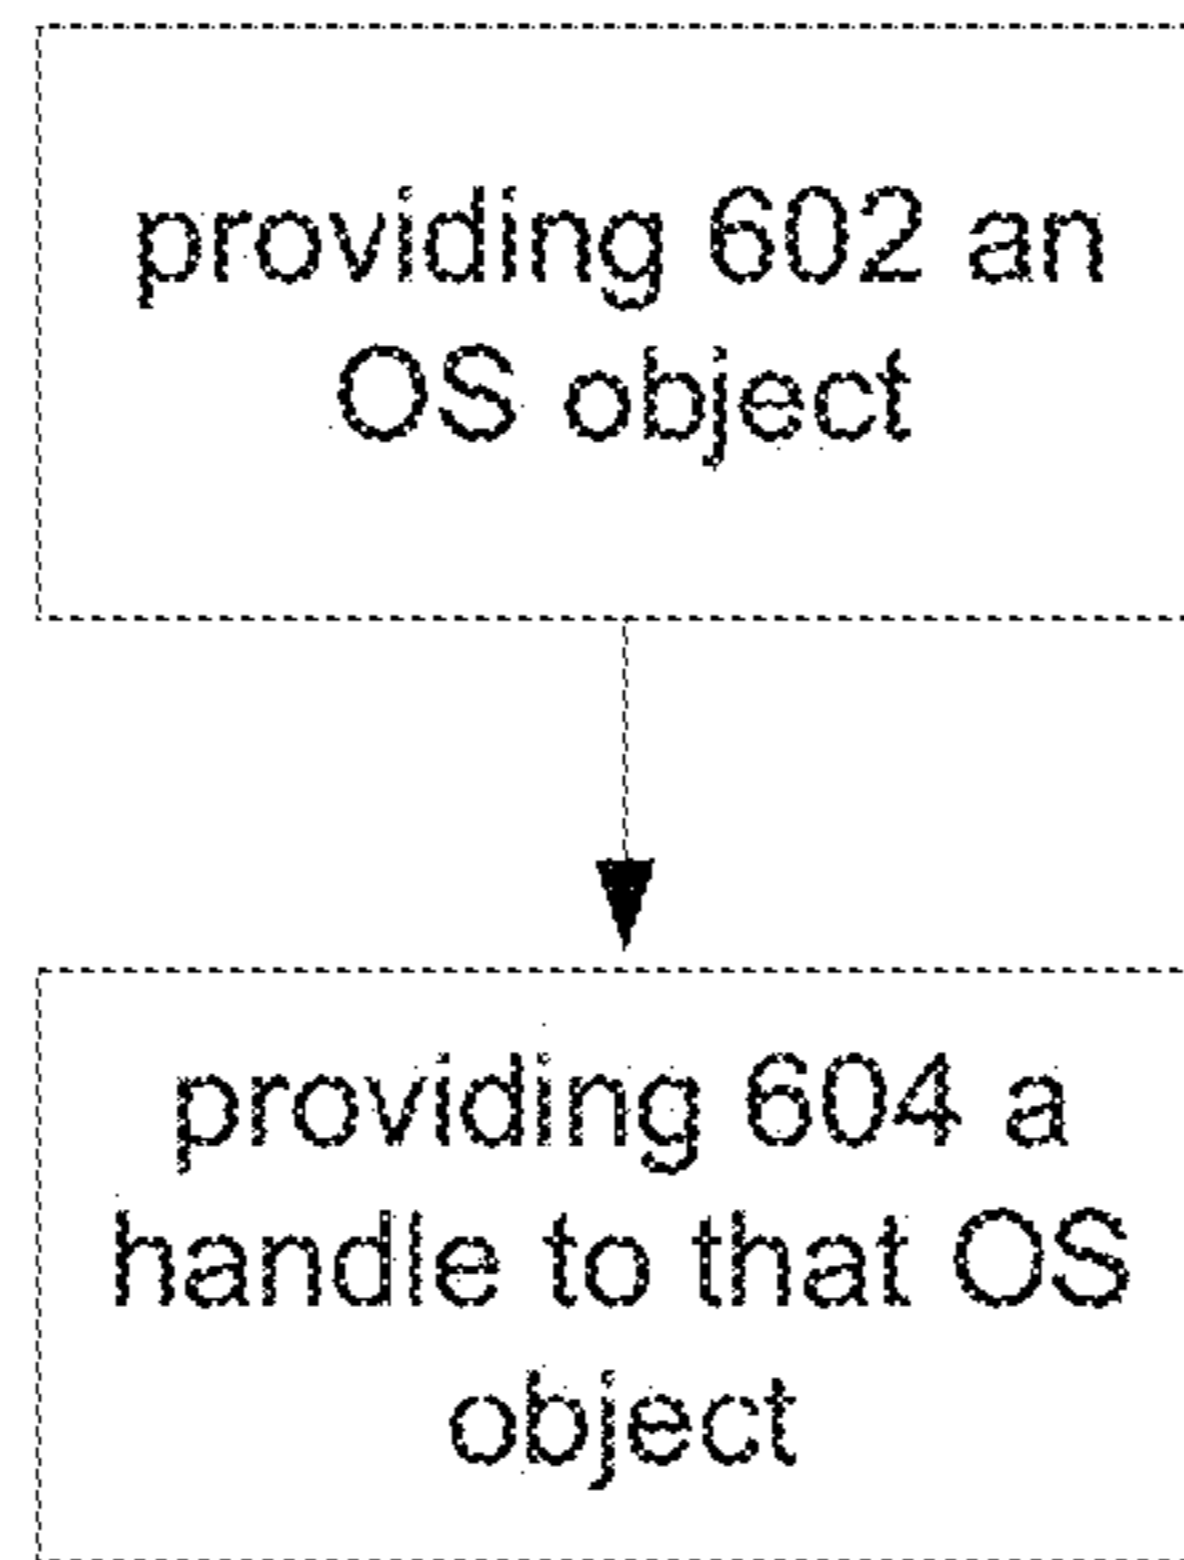 providing 602 an
OS object
providing 604 a
handle to that OS
object